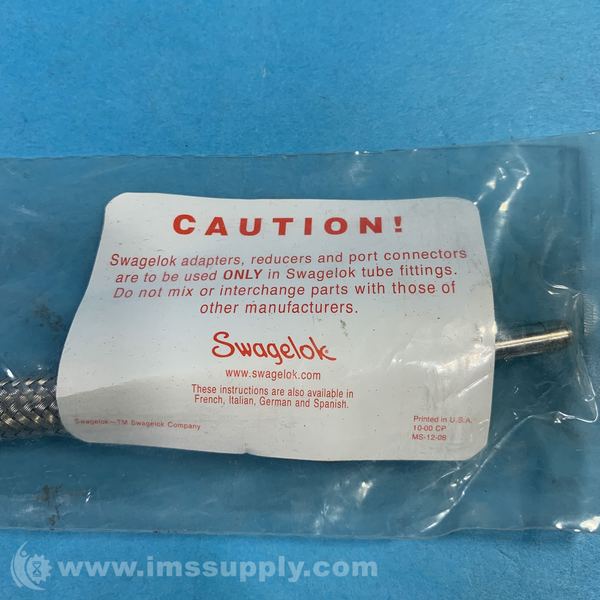 CAUTION!
Swagelok adapters, reducers and port connectors
are to be used ONLY in Swagelok tube fittings.
Do not mix or interchange parts with those of
other manufacturers.
Swagelok
www.swagelok.com
These instructions are also available in
French, Italian, German and Spanish.
Swagelok—TM Swagelok Company
Printed in U.S.A.
10-00 CP
MS-12-08
www.imssupply.com